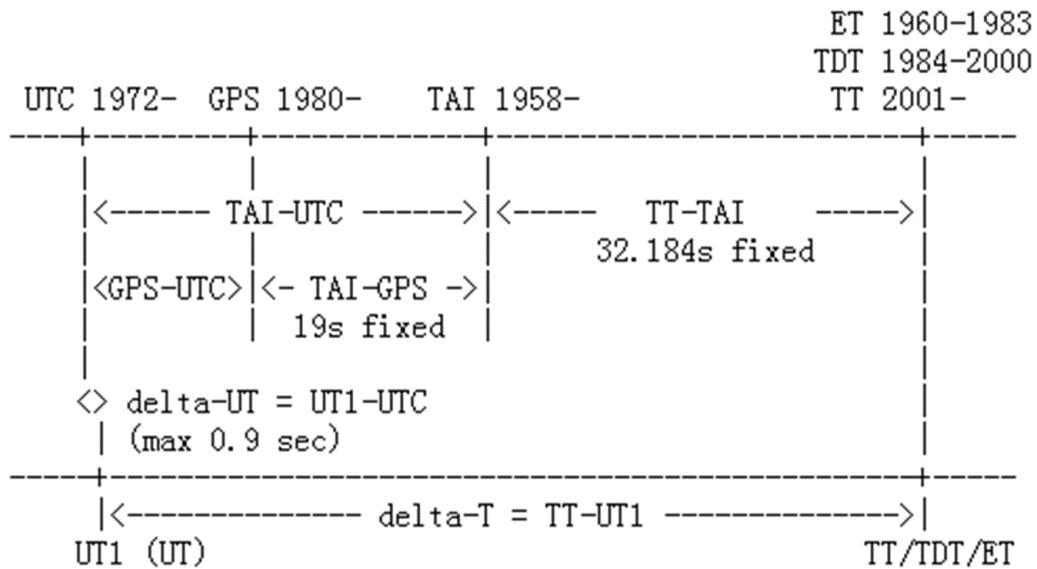 ET 1960-1983
TDT 1984-2000
UTC 1972-  GPS 1980-    TAI 1958-                TT 2001-
----+---------+-------------+-------------------------+-----
|         |             |                         |
|<------ TAI-UTC ------>|<-----   TT-TAI    ----->|
|         |             |      32.184s fixed      |
|<GPS-UTC>|<- TAI-GPS ->|                         |
|         |  19s fixed  |                         |
|                                                 |
<> delta-UT = UT1-UTC                             |
| (max 0.9 sec)                                  |
-----+------------------------------------------------+-----
|<-------------- delta-T = TT-UT1 -------------->|
UT1 (UT)                                       TT/TDT/ET